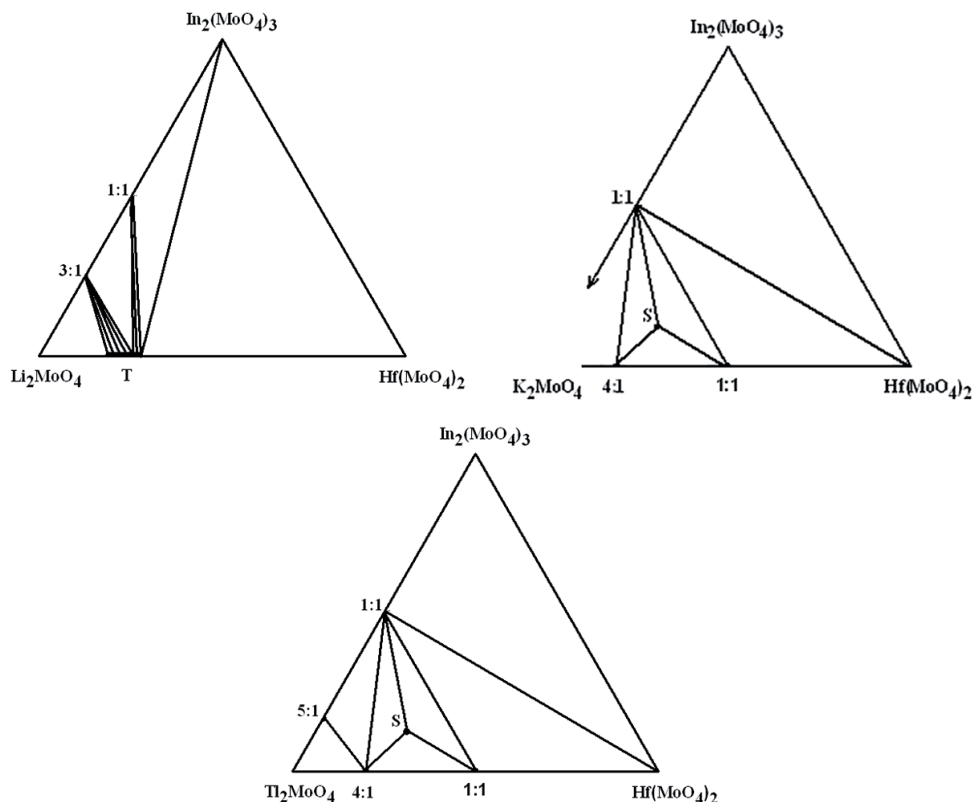 In₂(MoO₄)₃
1:1
3:1
Li₂MoO₄ T Hf(MoO₄)₂
In₂(MoO₄)₃
1:1
S
K₂MoO₄ 4:1 1:1 Hf(MoO₄)₂
In₂(MoO₄)₃
1:1
5:1
S
Tl₂MoO₄ 4:1 1:1 Hf(MoO₄)₂